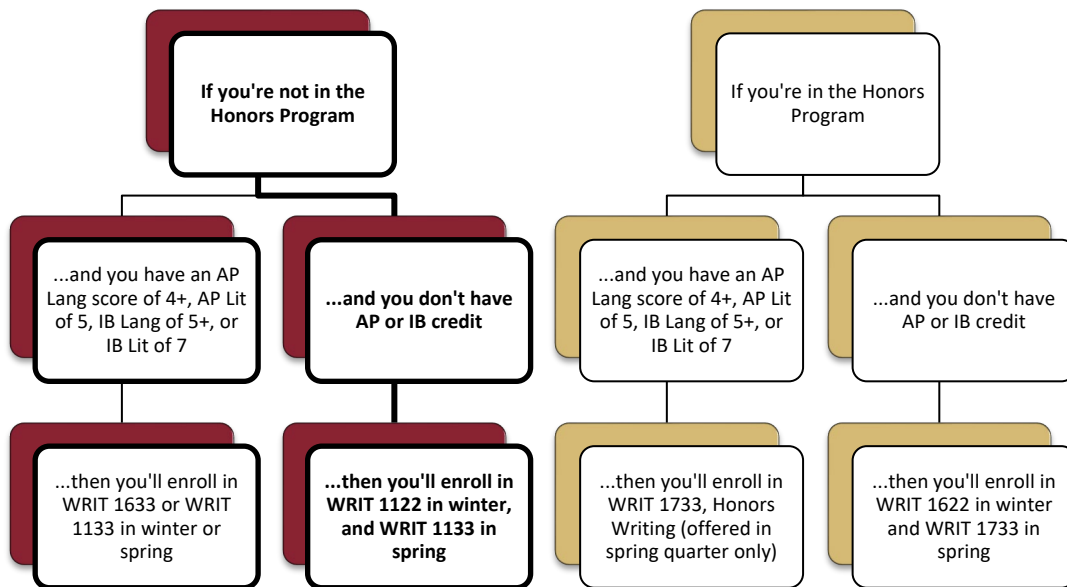 If you're not in the
Honors Program
If you're in the Honors
Program
...and you have an AP
Lang score of 4+, AP Lit
of 5, IB Lang of 5+, or
IB Lit of 7
...and you don't have
AP or IB credit
...and you have an AP
Lang score of 4+, AP Lit
of 5, IB Lang of 5+, or
IB Lit of 7
...and you don't have
AP or IB credit
...then you'll enroll in
WRIT 1633 or WRIT
1133 in winter or
spring
...then you'll enroll in
WRIT 1122 in winter,
and WRIT 1133 in
spring
...then you'll enroll in
WRIT 1733, Honors
Writing (offered in
spring quarter only)
...then you'll enroll in
WRIT 1622 in winter
and WRIT 1733 in
spring